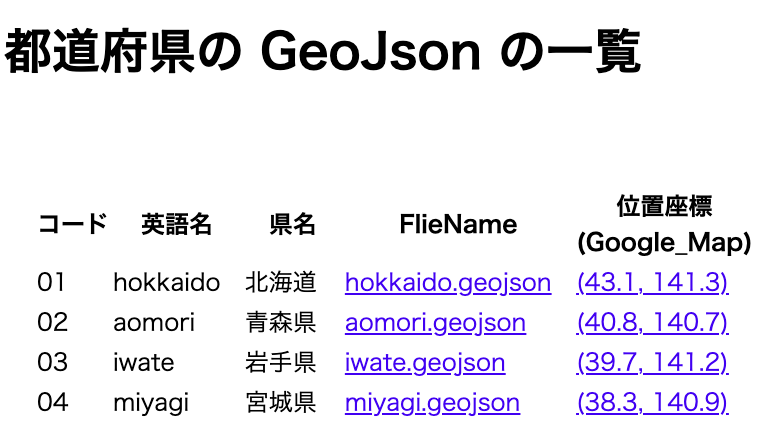 都道府県の GeoJson の一覧
コード 英語名 県名 FlieName 位置座標 (Google_Map)
01 hokkaido 北海道 hokkaido.geojson (43.1, 141.3)
02 aomori 青森県 aomori.geojson (40.8, 140.7)
03 iwate 岩手県 iwate.geojson (39.7, 141.2)
04 miyagi 宮城県 miyagi.geojson (38.3, 140.9)